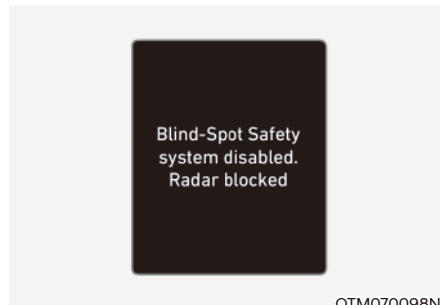 Blind-Spot Safety
system disabled.
Radar blocked
OTM070098N